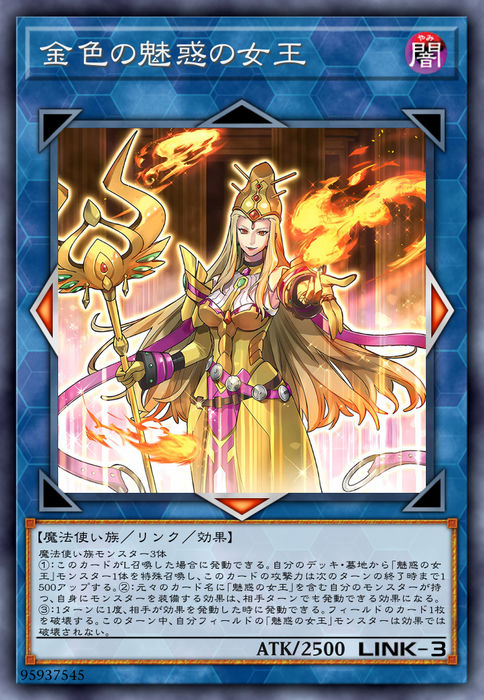 金色の魅惑の女王
やみ
闇
【魔法使い族／リンク／効果】
魔法使い族モンスター3体
①:このカードがL召喚した場合に発動できる。自分のデッキ・墓地から「魅惑の女
王」モンスター1体を特殊召喚し、このカードの攻撃力は次のターンの終了時まで1
500アップする。②:元々のカード名に「魅惑の女王」を含む自分のモンスターが持
つ、自身にモンスターを装備する効果は、相手ターンでも発動できる効果になる。
③:1ターンに1度、相手が効果を発動した時に発動できる。フィールドのカード1枚
を破壊する。このターン中、自分フィールドの「魅惑の女王」モンスターは効果では
破壊されない。
ATK/2500 LINK-3
95937545